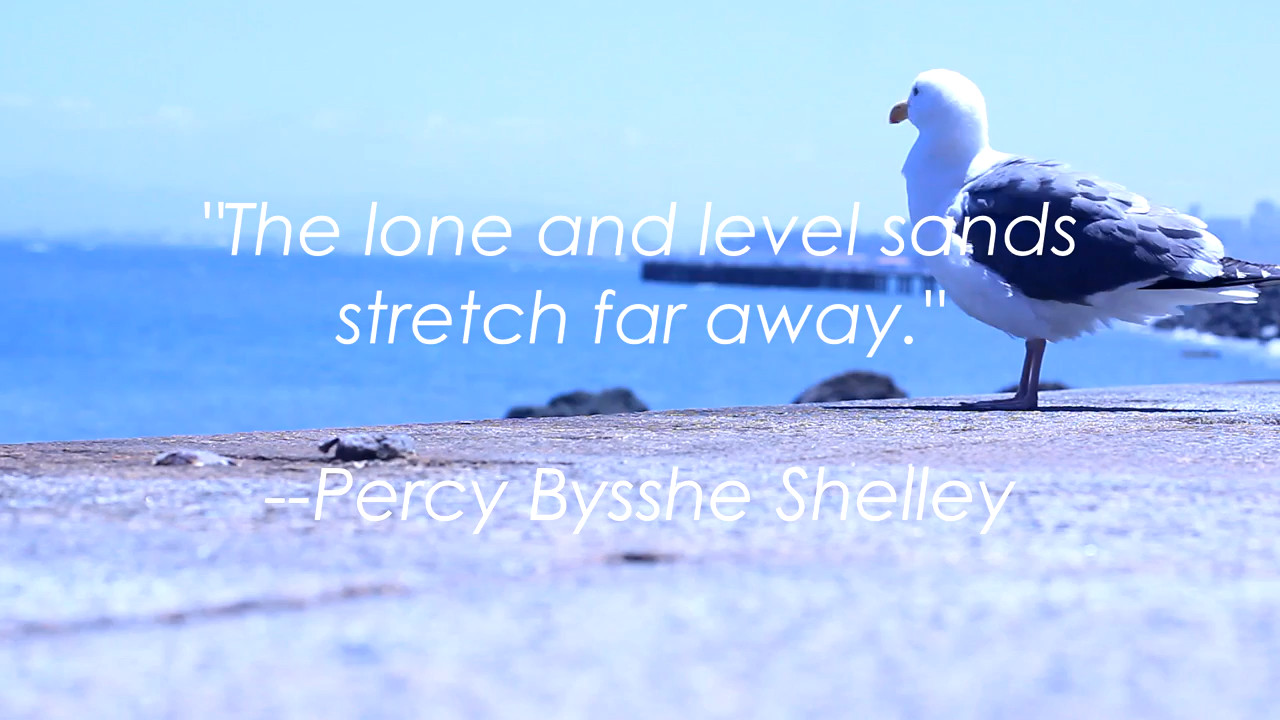 "The lone and level sands
stretch far away."
--Percy Bysshe Shelley